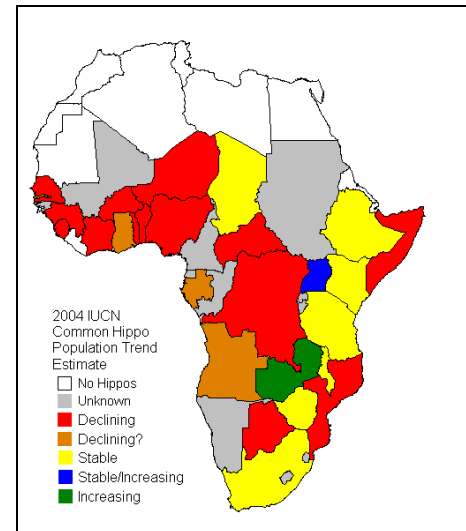 2004 IUCN
Common Hippo
Population Trend
Estimate
No Hippos
Unknown
Declining
Declining?
Stable
Stable/Increasing
Increasing